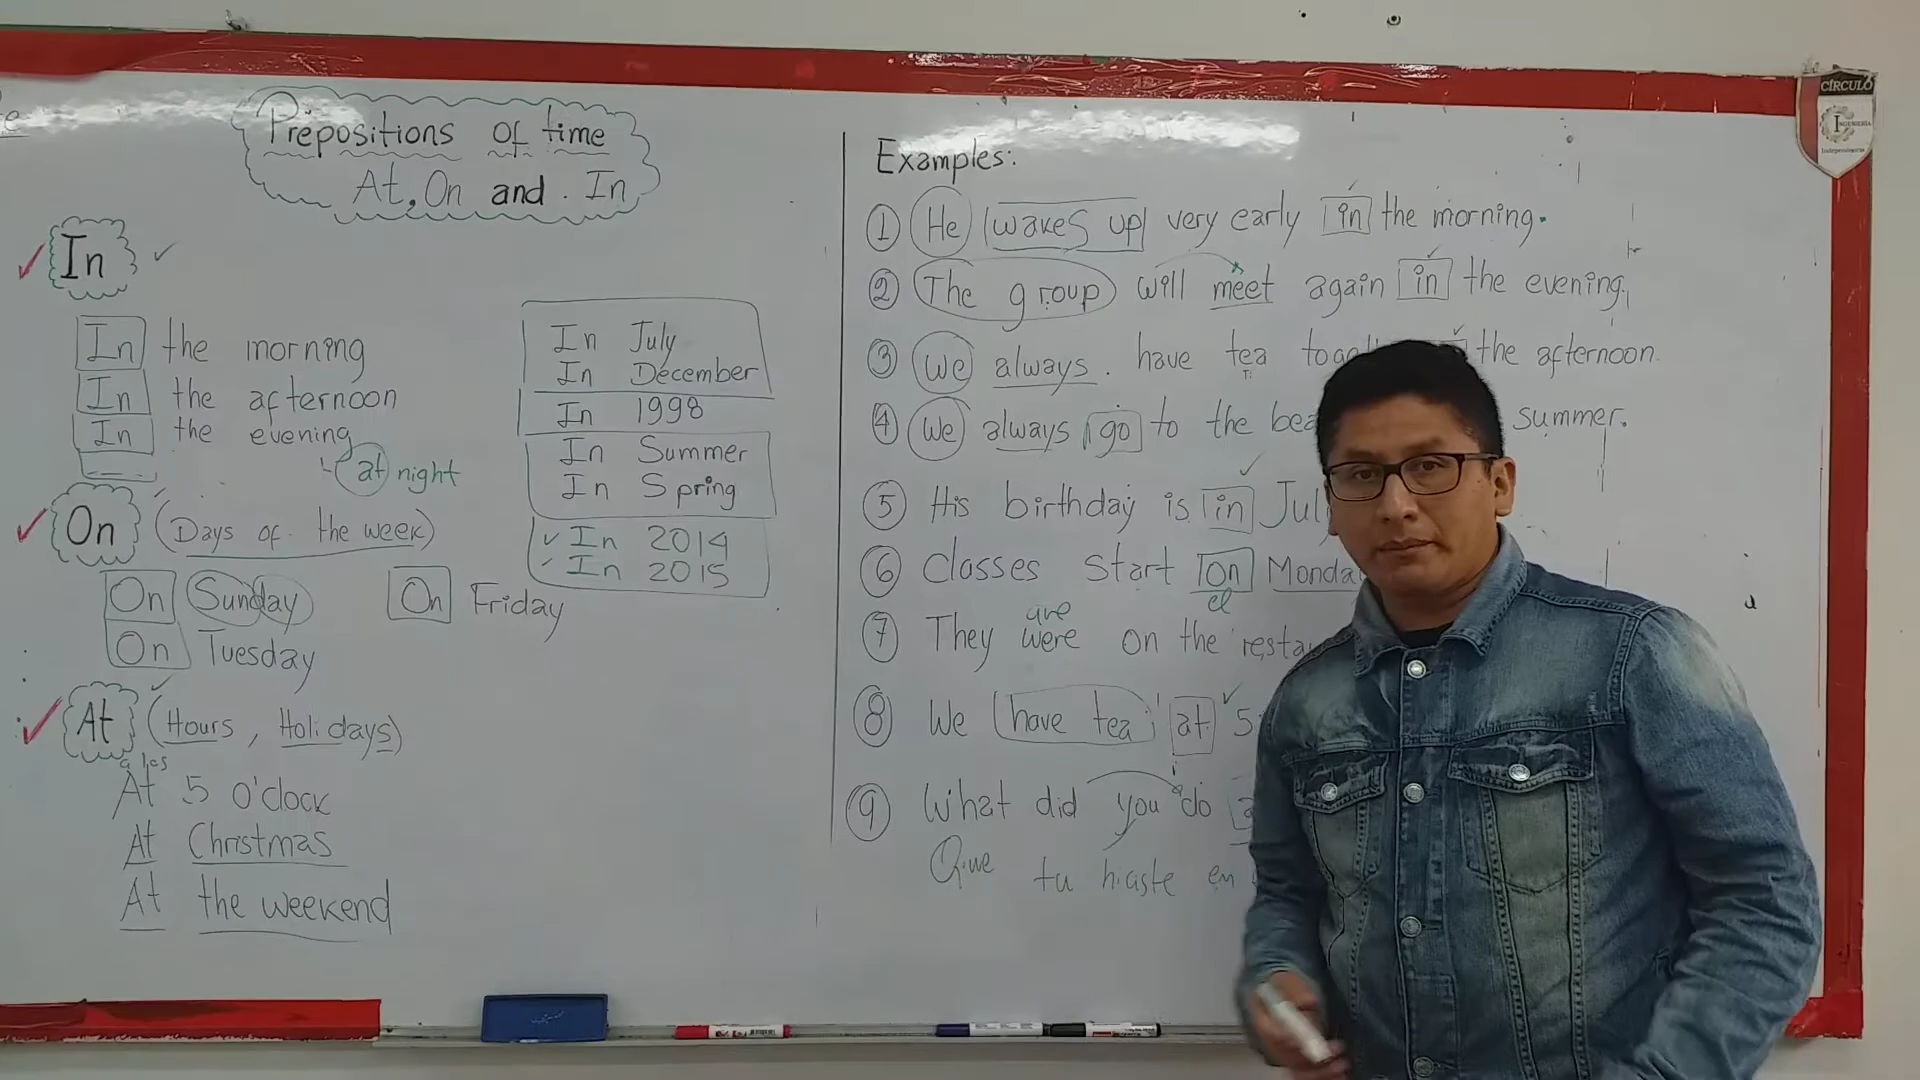 Prepositions of time
At, On and . In
In
In the morning
In the afternoon
In the evening
at night
In July
In December
In 1998
In Summer
In Spring
In 2014
In 2015
On (Days of the week)
On Sunday
On Friday
On Tuesday
At (Hours, Holidays)
a las
At 5 o'clock
At Christmas
At the weekend
Examples:
1 He wakes up very early in the morning.
2 The group will meet again in the evening.
3 We always. have tea the afternoon.
4 We always go to the summer.
5 His birthday is in
6 Classes start on
el
are
7 They were on the
8 We have tea at
9 What did you do
Que tu hiciste en
CÍRCULO
INGENIERÍA